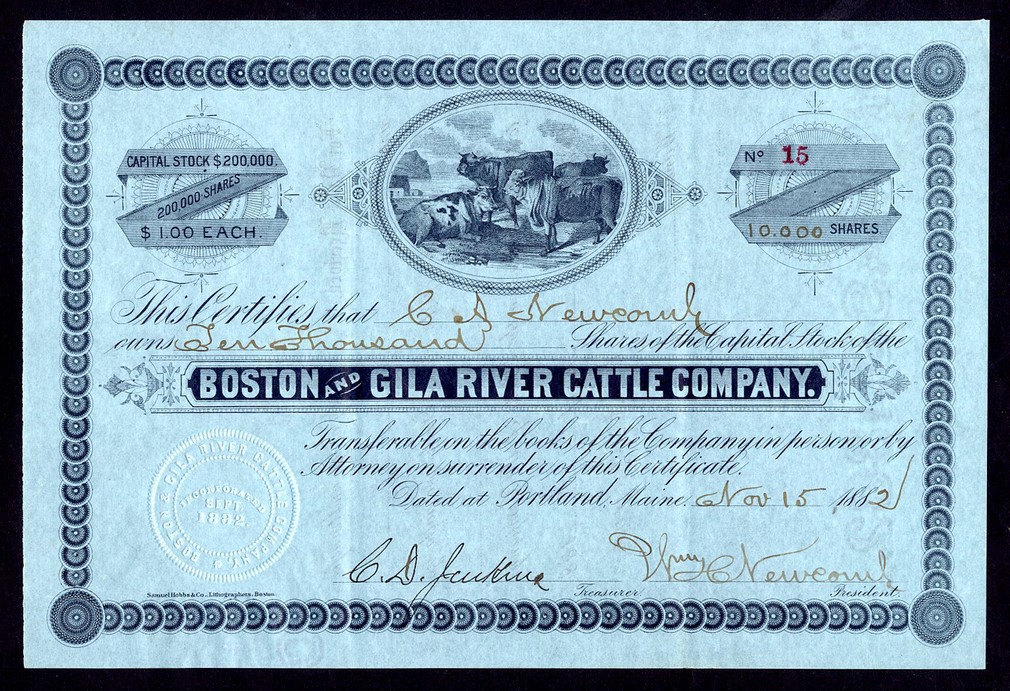 CAPITAL STOCK $200,000.
200,000 SHARES
$1.00 EACH.
No 15
10.000 SHARES
This Certifies that C A Newcomb
owns Ten Thousand Shares of the Capital Stock of the
BOSTON AND GILA RIVER CATTLE COMPANY.
Transferable on the books of the Company in person or by
Attorney on surrender of this Certificate.
Dated at Portland, Maine. Nov 15 1882
BOSTON & GILA RIVER CATTLE COMPANY
INCORPORATED
SEPT.
1882.
C. D. Jenkins Treasurer. Wm H Newcomb President.
Samuel Hobbs & Co., Lithographers, Boston.